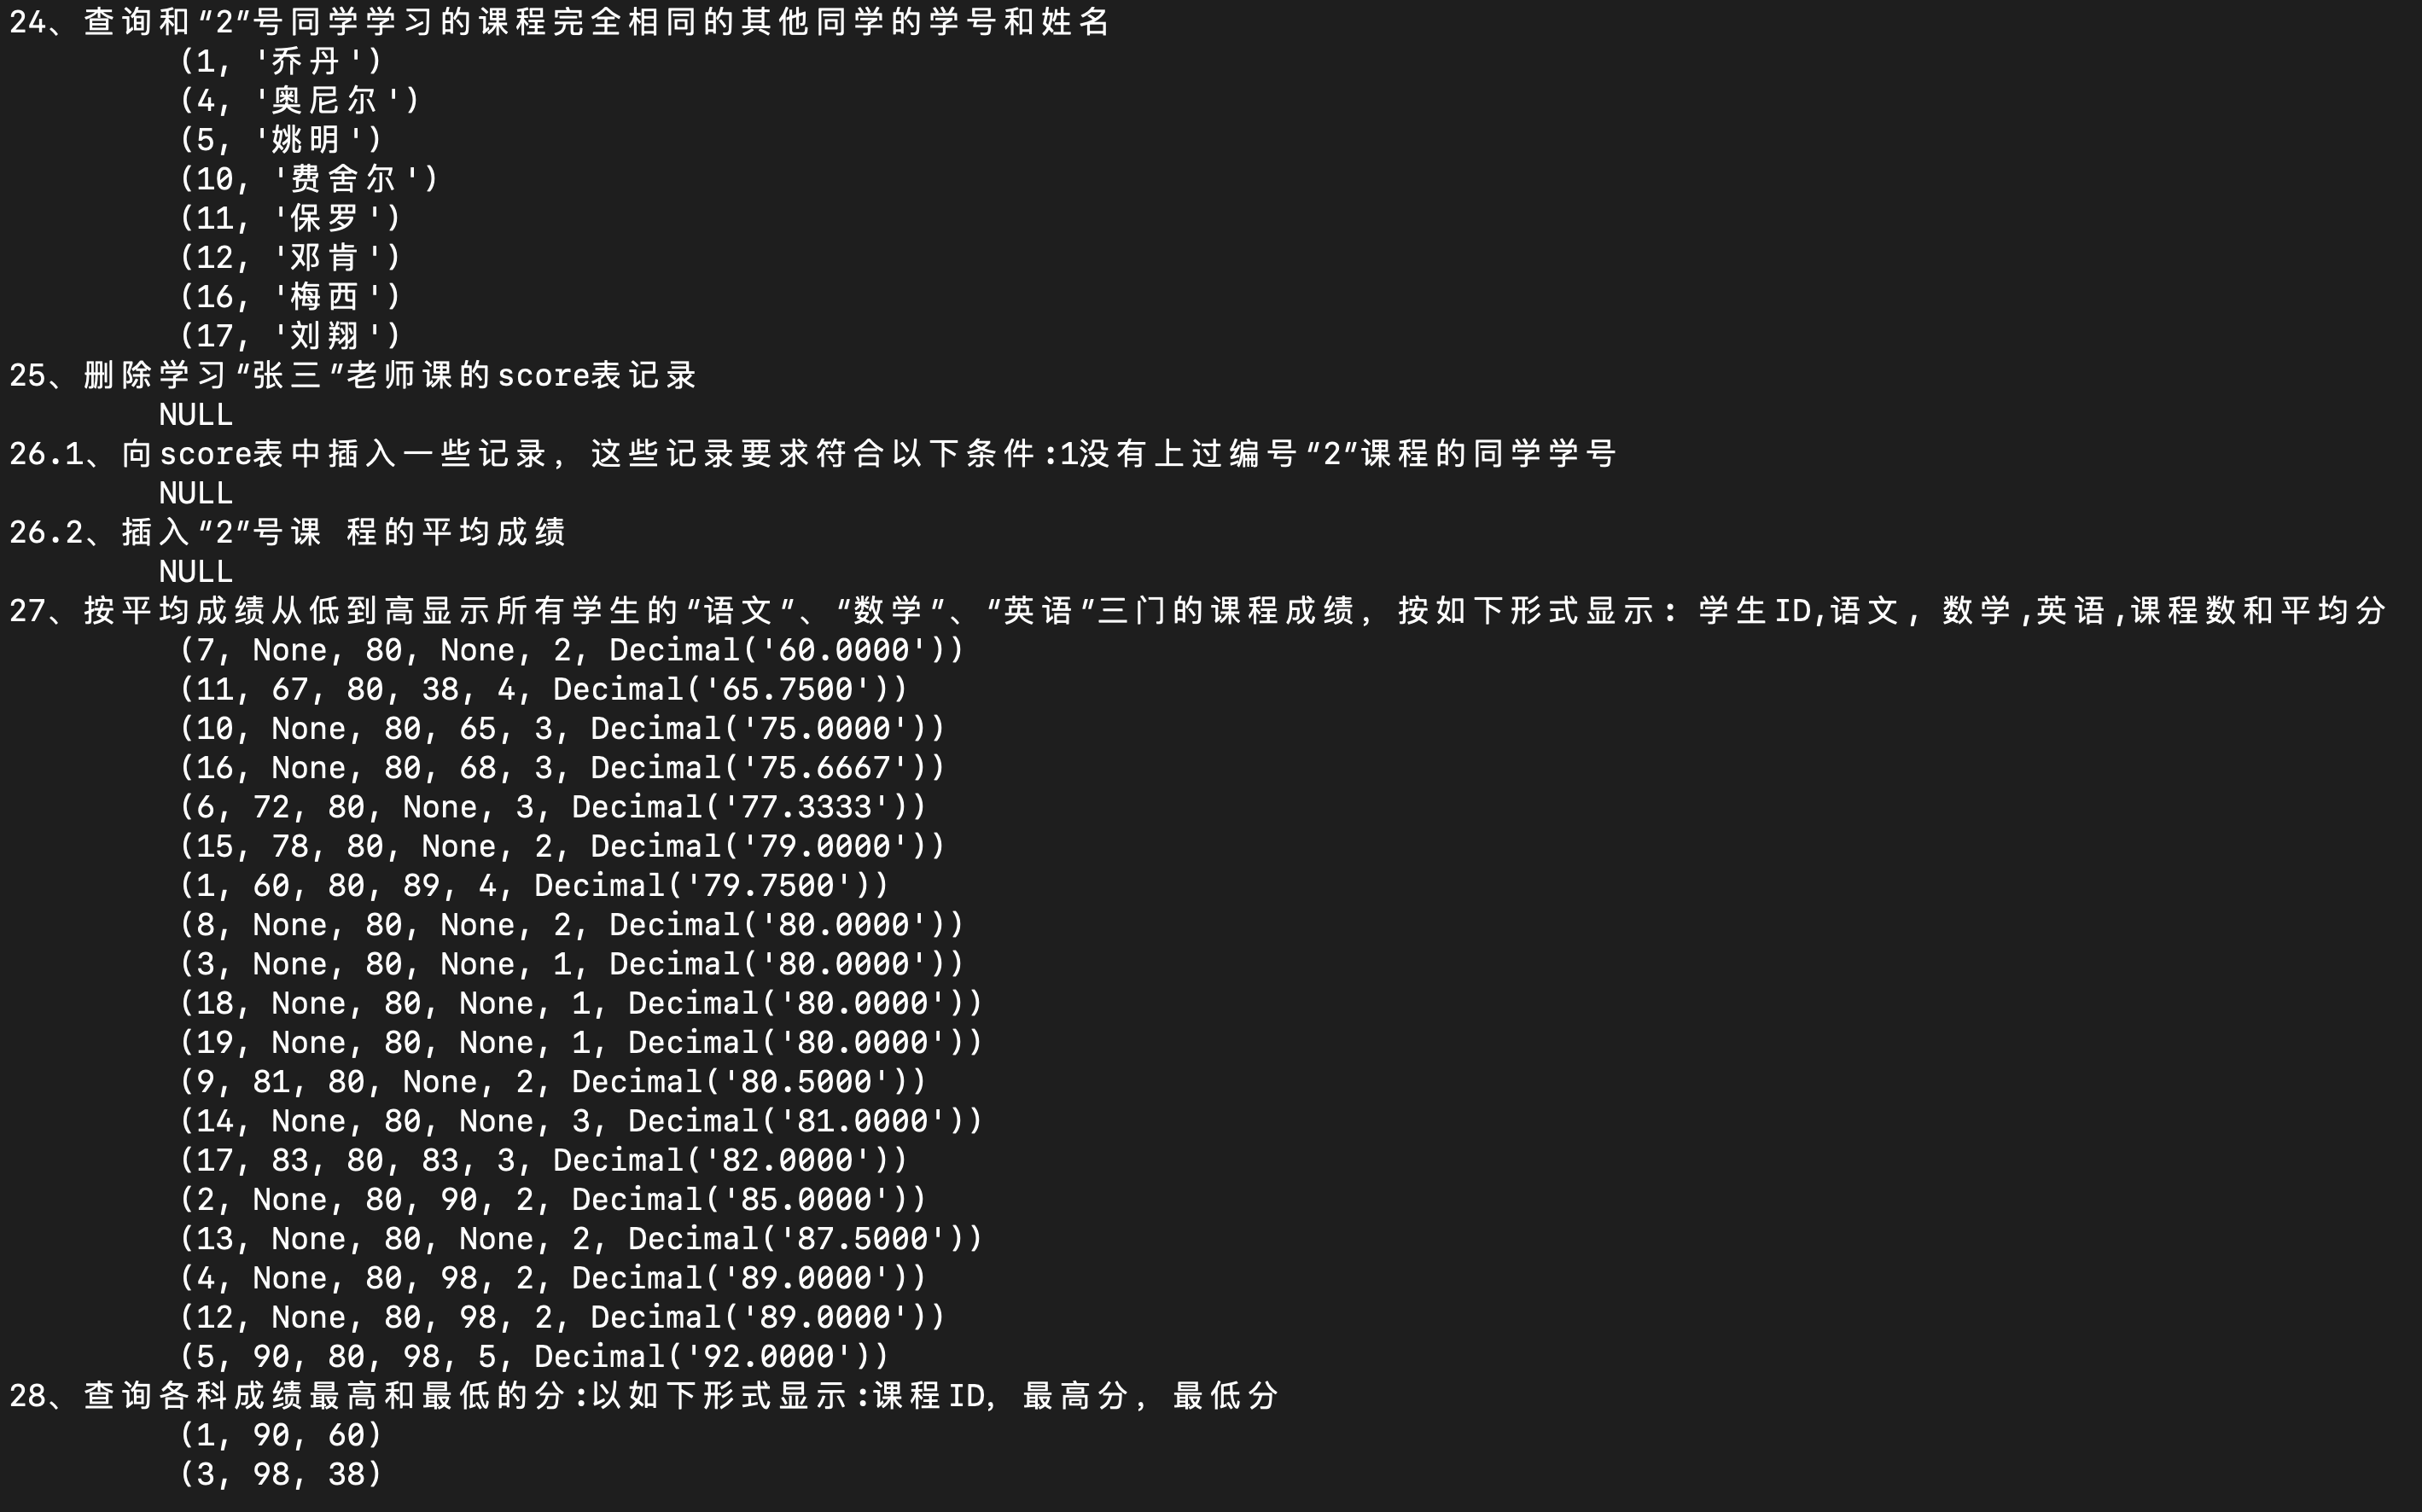 24、查询和“2”号同学学习的课程完全相同的其他同学的学号和姓名
(1, '乔丹')
(4, '奥尼尔')
(5, '姚明')
(10, '费舍尔')
(11, '保罗')
(12, '邓肯')
(16, '梅西')
(17, '刘翔')
25、删除学习“张三”老师课的score表记录
NULL
26.1、向score表中插入一些记录, 这些记录要求符合以下条件:1没有上过编号“2”课程的同学学号
NULL
26.2、插入“2”号课 程的平均成绩
NULL
27、按平均成绩从低到高显示所有学生的“语文”、“数学”、“英语”三门的课程成绩, 按如下形式显示: 学生ID,语文, 数学,英语,课程数和平均分
(7, None, 80, None, 2, Decimal('60.0000'))
(11, 67, 80, 38, 4, Decimal('65.7500'))
(10, None, 80, 65, 3, Decimal('75.0000'))
(16, None, 80, 68, 3, Decimal('75.6667'))
(6, 72, 80, None, 3, Decimal('77.3333'))
(15, 78, 80, None, 2, Decimal('79.0000'))
(1, 60, 80, 89, 4, Decimal('79.7500'))
(8, None, 80, None, 2, Decimal('80.0000'))
(3, None, 80, None, 1, Decimal('80.0000'))
(18, None, 80, None, 1, Decimal('80.0000'))
(19, None, 80, None, 1, Decimal('80.0000'))
(9, 81, 80, None, 2, Decimal('80.5000'))
(14, None, 80, None, 3, Decimal('81.0000'))
(17, 83, 80, 83, 3, Decimal('82.0000'))
(2, None, 80, 90, 2, Decimal('85.0000'))
(13, None, 80, None, 2, Decimal('87.5000'))
(4, None, 80, 98, 2, Decimal('89.0000'))
(12, None, 80, 98, 2, Decimal('89.0000'))
(5, 90, 80, 98, 5, Decimal('92.0000'))
28、查询各科成绩最高和最低的分:以如下形式显示:课程ID, 最高分, 最低分
(1, 90, 60)
(3, 98, 38)